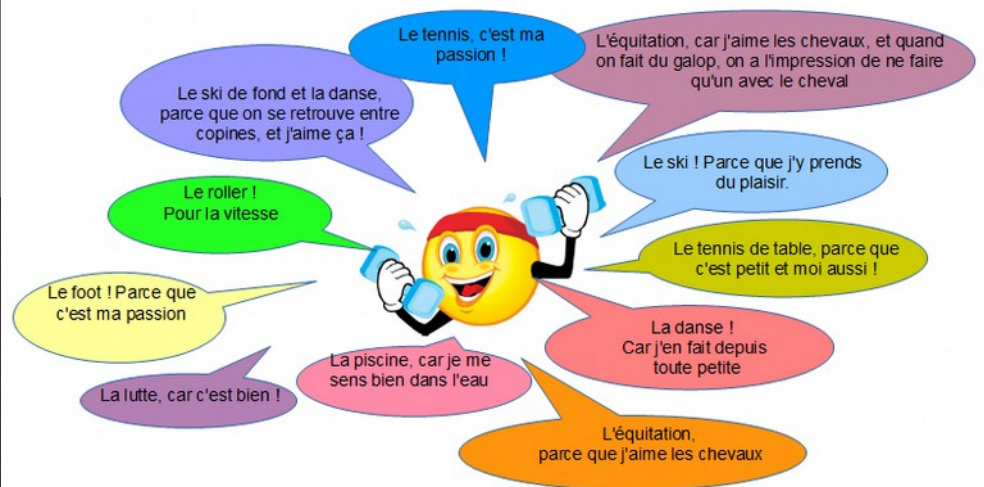 Le tennis, c'est ma
passion !
L'équitation, car j'aime les chevaux, et quand
on fait du galop, on a l'impression de ne faire
qu'un avec le cheval
Le ski de fond et la danse,
parce que on se retrouve entre
copines, et j'aime ça !
Le ski ! Parce que j'y prends
du plaisir.
Le roller !
Pour la vitesse
Le tennis de table, parce que
c'est petit et moi aussi !
Le foot ! Parce que
c'est ma passion
La danse !
Car j'en fait depuis
toute petite
La piscine, car je me
sens bien dans l'eau
La lutte, car c'est bien !
L'équitation,
parce que j'aime les chevaux